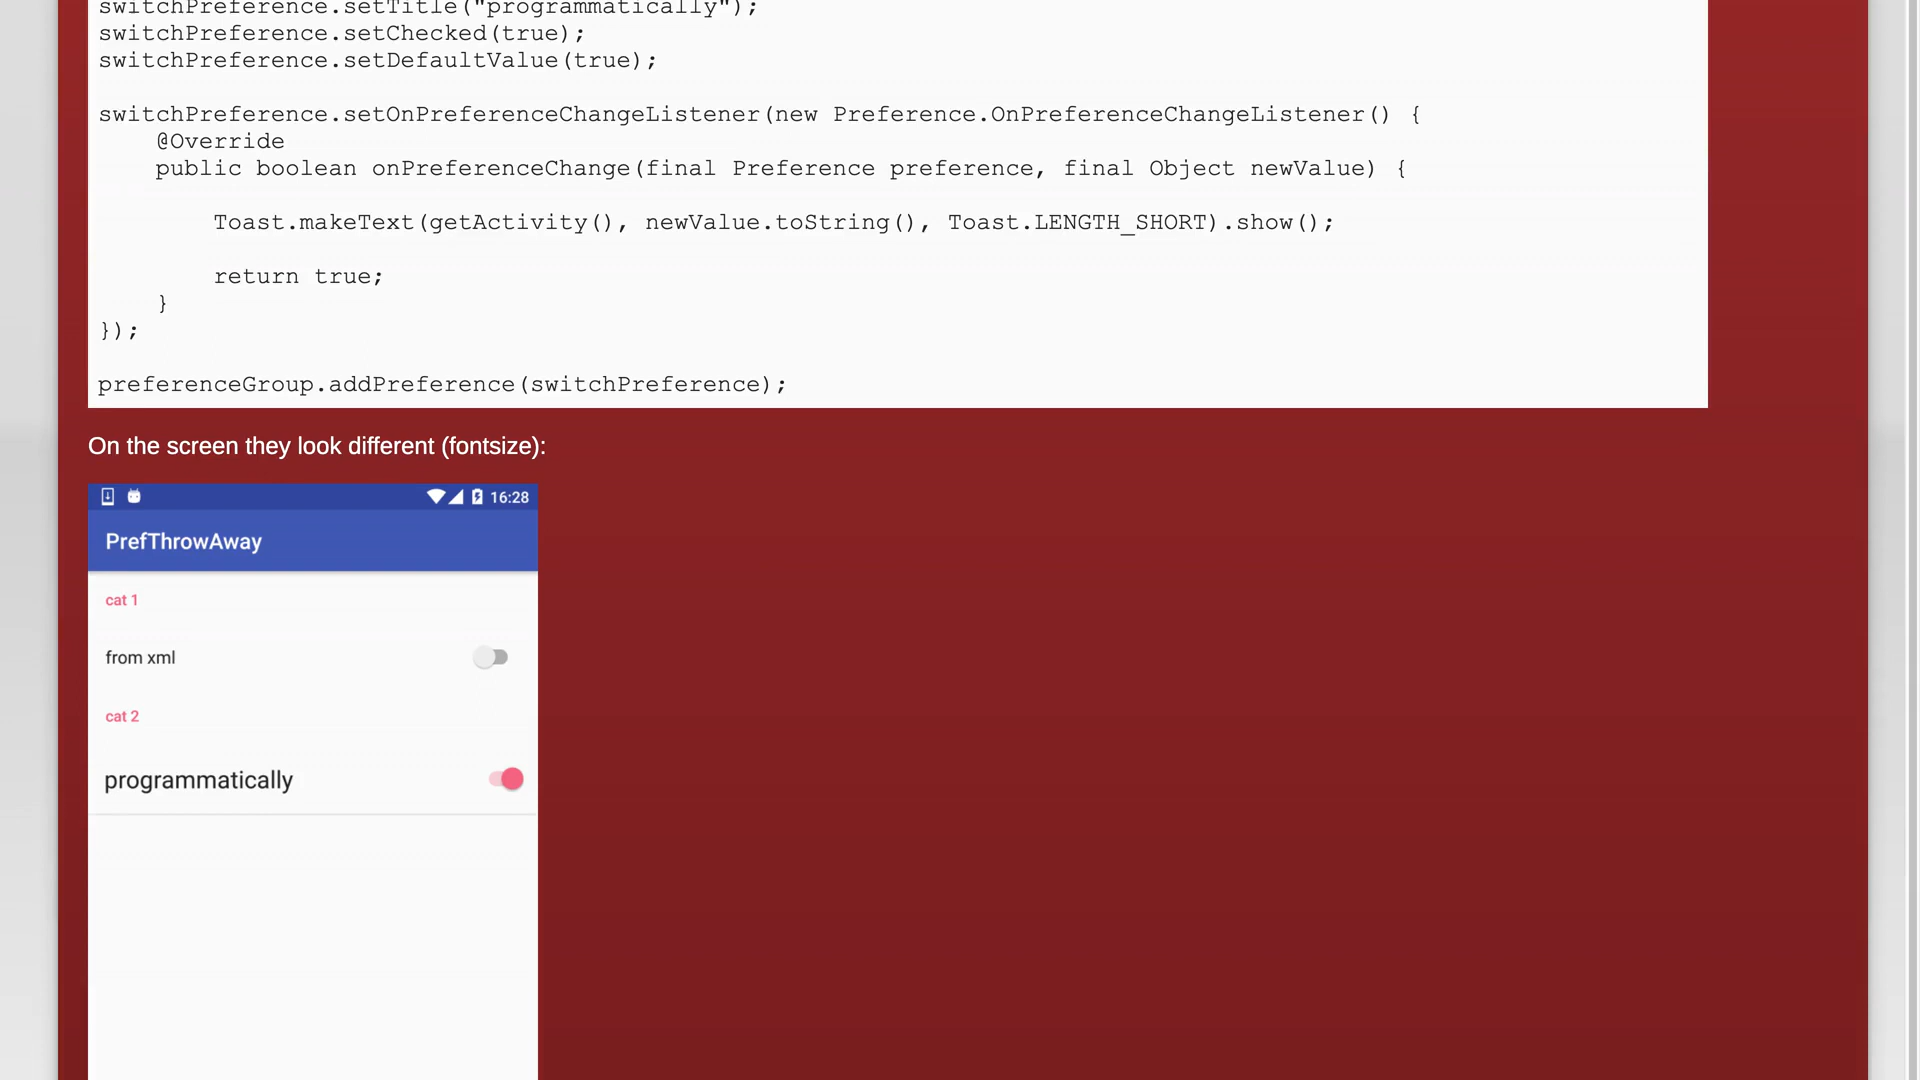 switchPreference.setTitle("programmatically");
switchPreference.setChecked(true);
switchPreference.setDefaultValue(true);
switchPreference.setOnPreferenceChangeListener(new Preference.OnPreferenceChangeListener() {
@Override
public boolean onPreferenceChange(final Preference preference, final Object newValue) {
Toast.makeText(getActivity(), newValue.toString(), Toast.LENGTH_SHORT).show();
return true;
}
});
preferenceGroup.addPreference(switchPreference);
On the screen they look different (fontsize):
16:28
PrefThrowAway
cat 1
from xml
cat 2
programmatically